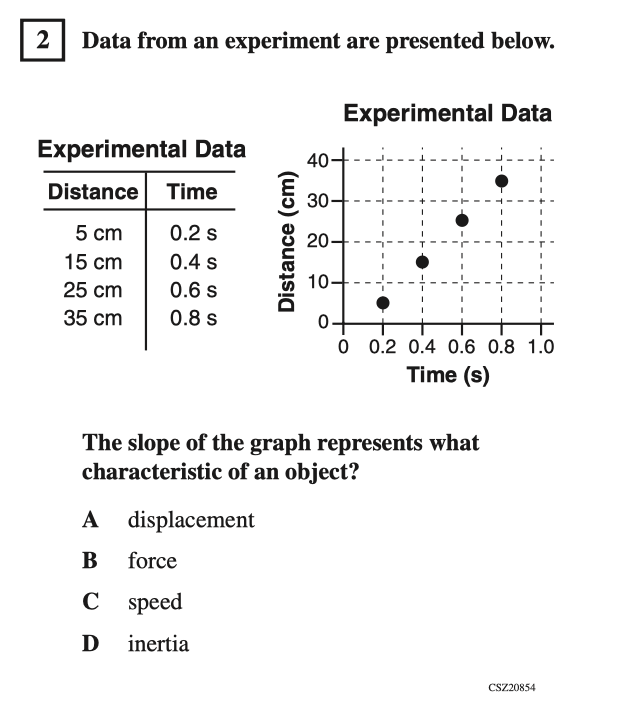 2 Data from an experiment are presented below.
Experimental Data
Distance Time
5 cm 0.2 s
15 cm 0.4 s
25 cm 0.6 s
35 cm 0.8 s
Experimental Data
Distance (cm)
40
30
20
10
0
0 0.2 0.4 0.6 0.8 1.0
Time (s)
The slope of the graph represents what
characteristic of an object?
A displacement
B force
C speed
D inertia
CSZ20854